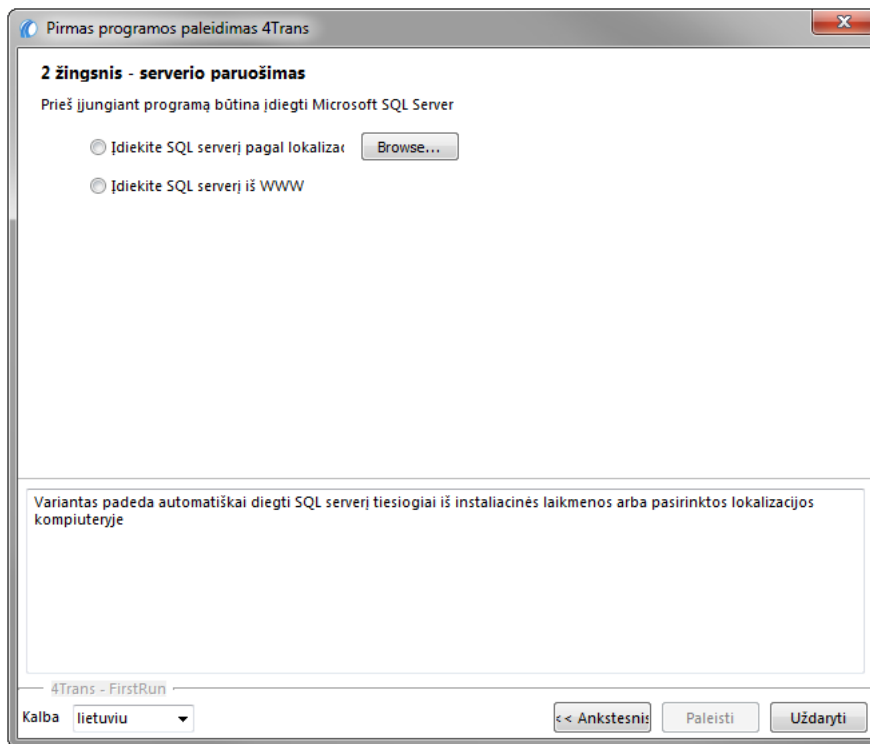 Pirmas programos paleidimas 4Trans
2 žingsnis - serverio paruošimas
Prieš įjungiant programą būtina įdiegti Microsoft SQL Server
Įdiekite SQL serverį pagal lokalizac
Browse...
Įdiekite SQL serverį iš WWW
Variantas padeda automatiškai diegti SQL serverį tiesiogiai iš instaliacinės laikmenos arba pasirinktos lokalizacijos
kompiuteryje
4Trans - FirstRun
Kalba lietuviu << Ankstesnis Paleisti Uždaryti